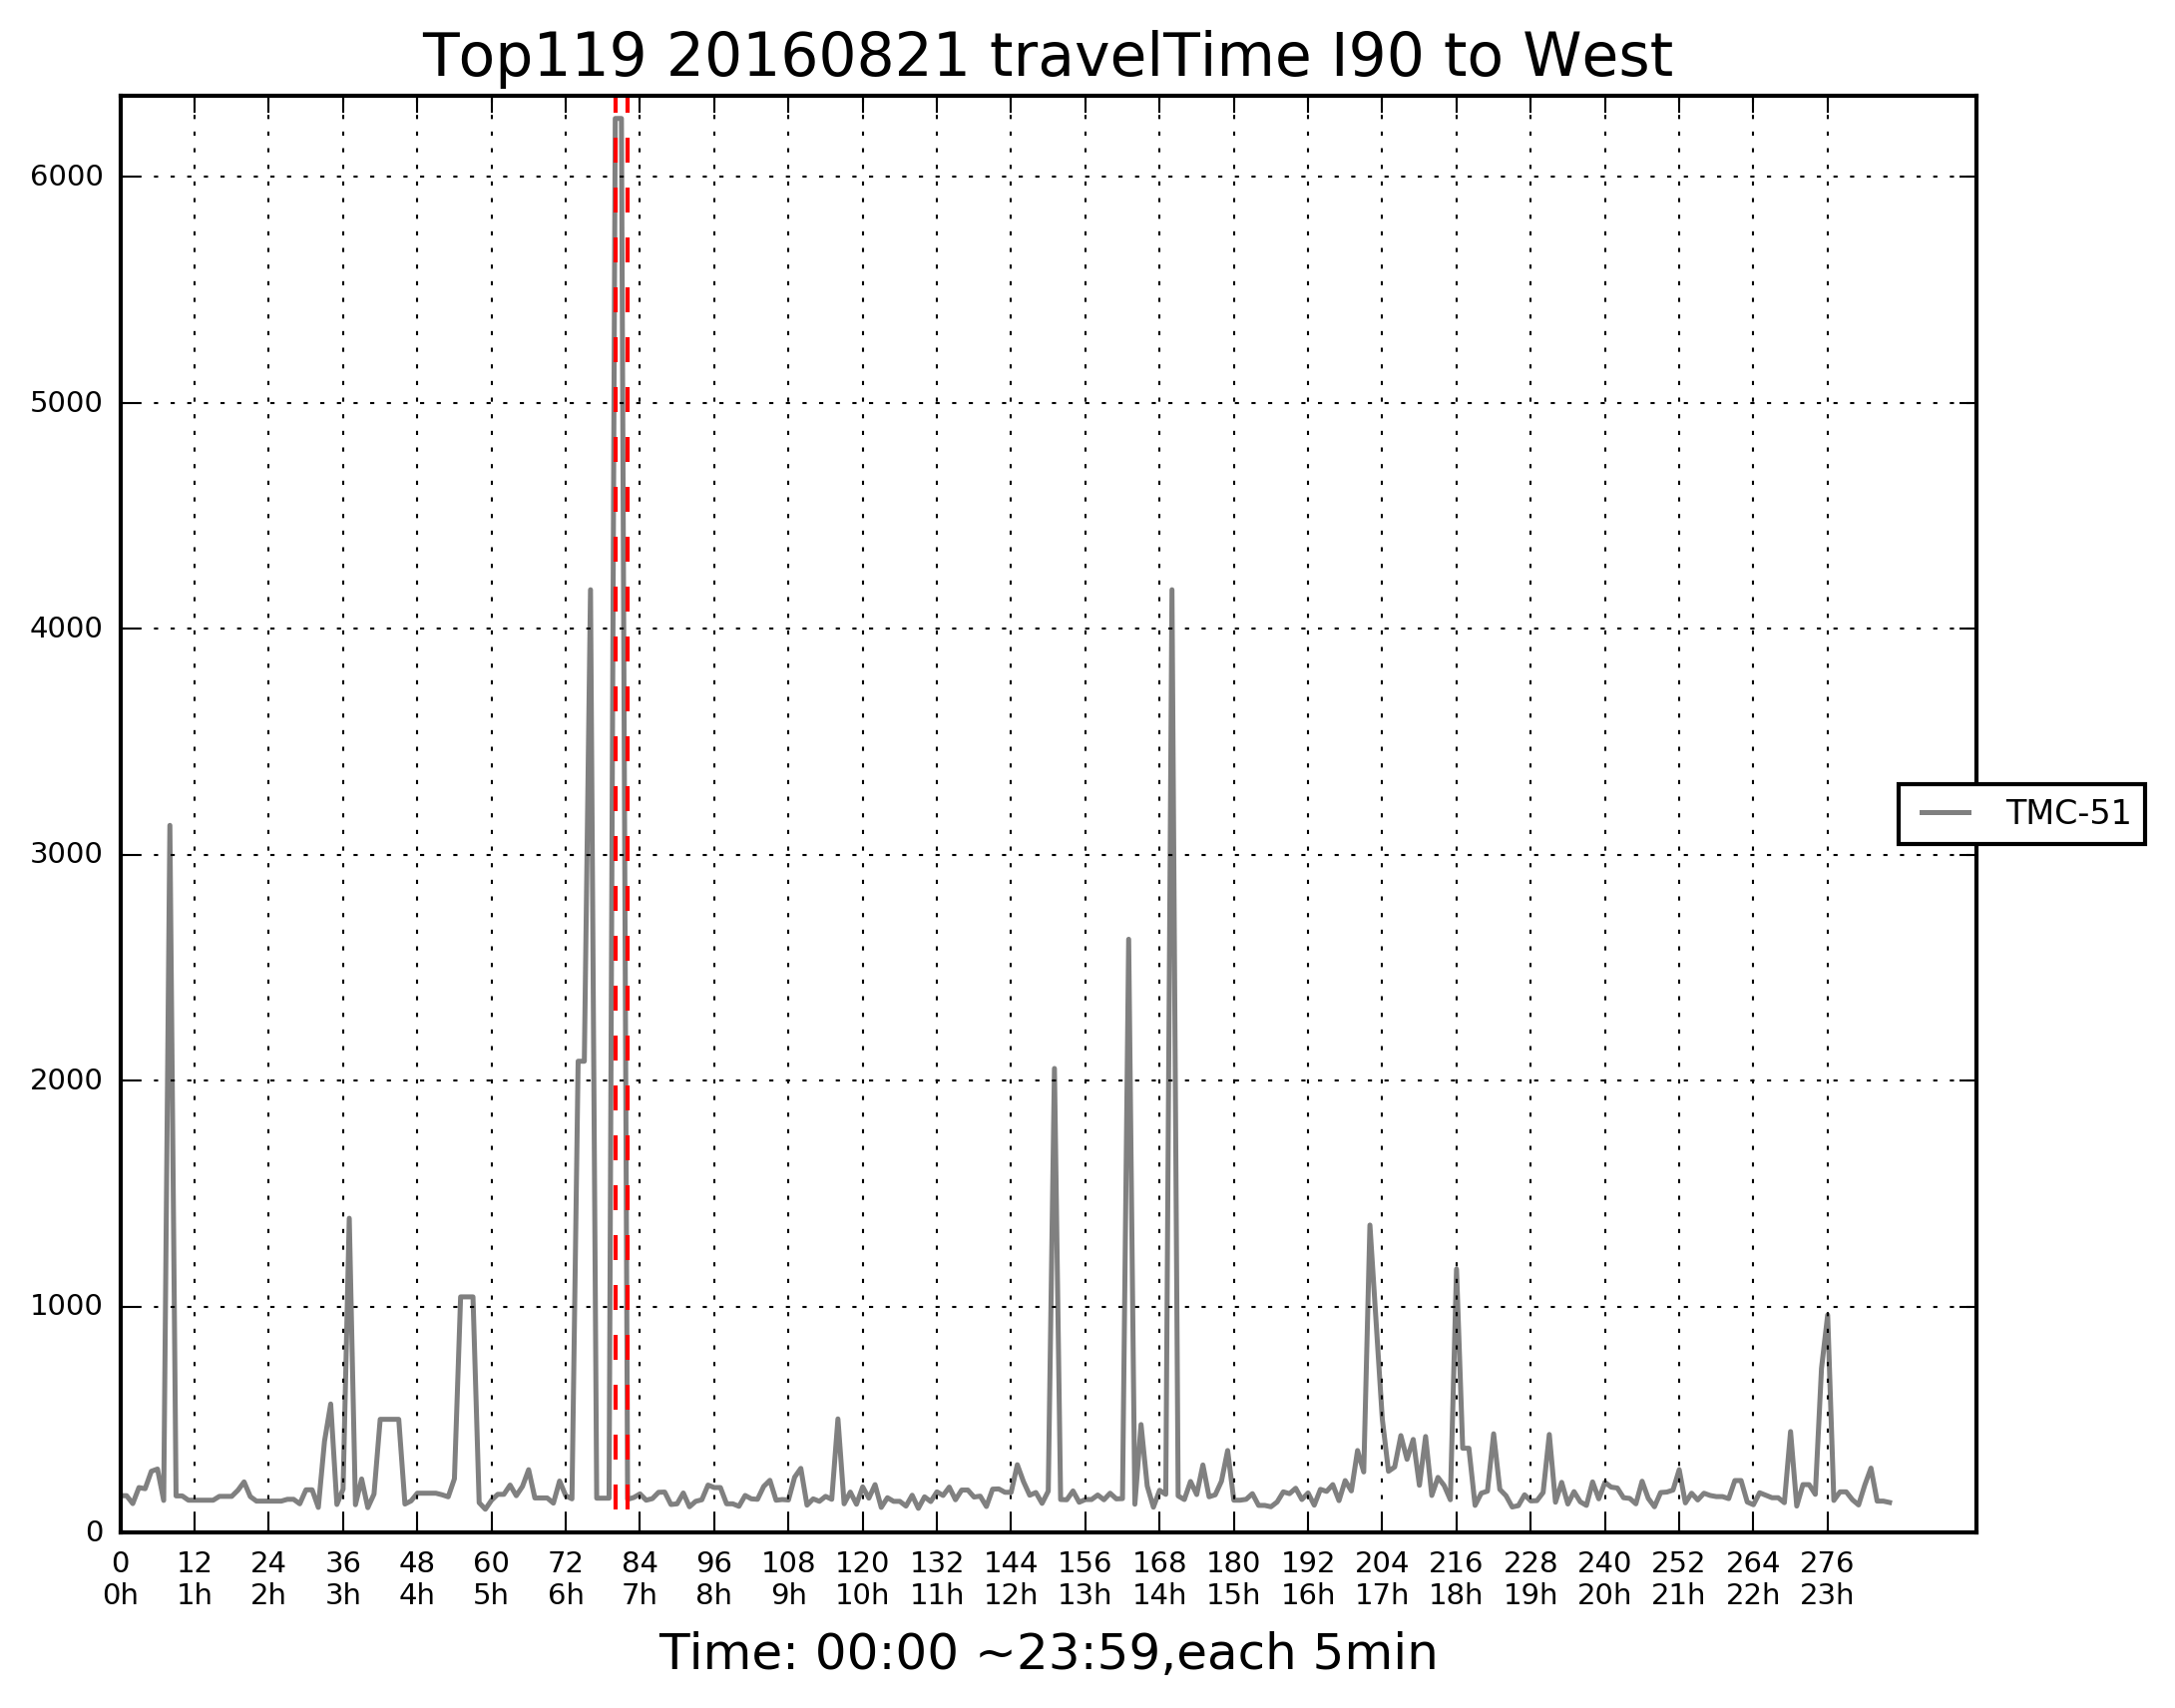 Top119 20160821 travelTime I90 to West
6000
5000
4000
3000
2000
1000
0
TMC-51
0 12 24 36 48 60 72 84 96 108 120 132 144 156 168 180 192 204 216 228 240 252 264 276
0h 1h 2h 3h 4h 5h 6h 7h 8h 9h 10h 11h 12h 13h 14h 15h 16h 17h 18h 19h 20h 21h 22h 23h
Time: 00:00 ~23:59,each 5min